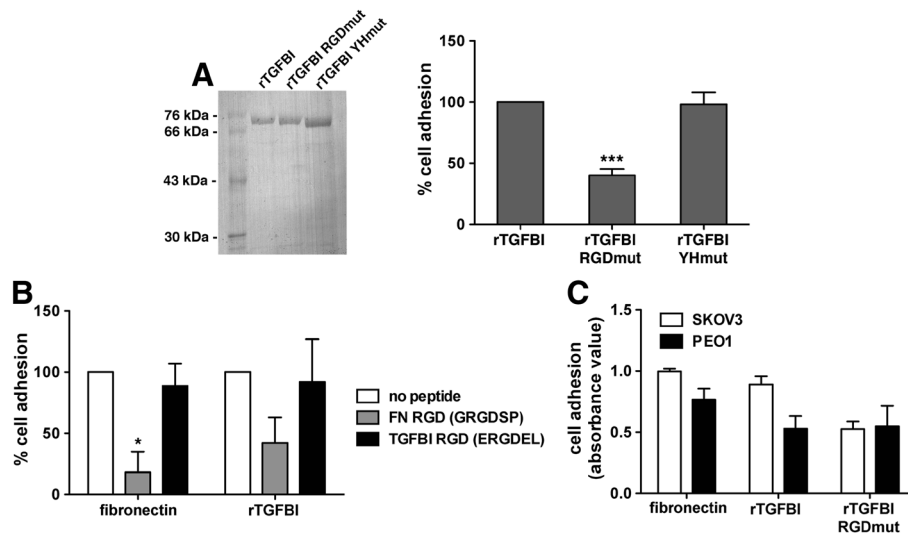 A
rTGFBI
rTGFBI RGDmut
rTGFBI YHmut
76 kDa -
66 kDa -
43 kDa -
30 kDa -
% cell adhesion
150
100
50
0
***
rTGFBI
rTGFBI
RGDmut
rTGFBI
YHmut
B
% cell adhesion
150
100
50
0
*
fibronectin
rTGFBI
no peptide
FN RGD (GRGDSP)
TGFBI RGD (ERGDEL)
C
cell adhesion
(absorbance value)
1.5
1.0
0.5
0.0
SKOV3
PEO1
fibronectin
rTGFBI
rTGFBI
RGDmut